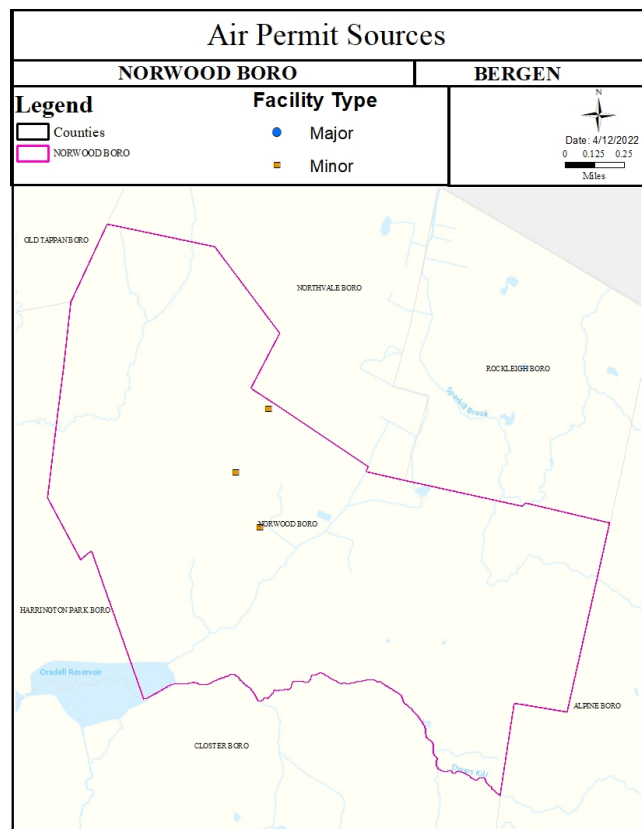 Air Permit Sources
NORWOOD BORO
BERGEN
Legend
Counties
NORWOOD BORO
Facility Type
Major
Minor
N
Date: 4/12/2022
0 0.125 0.25
Miles
OLD TAPPAN BORO
NORTHVALE BORO
ROCKLEIGH BORO
Sparkill Brook
NORWOOD BORO
HARRINGTON PARK BORO
Oradell Reservoir
ALPINE BORO
CLOSTER BORO
Dwars Kill